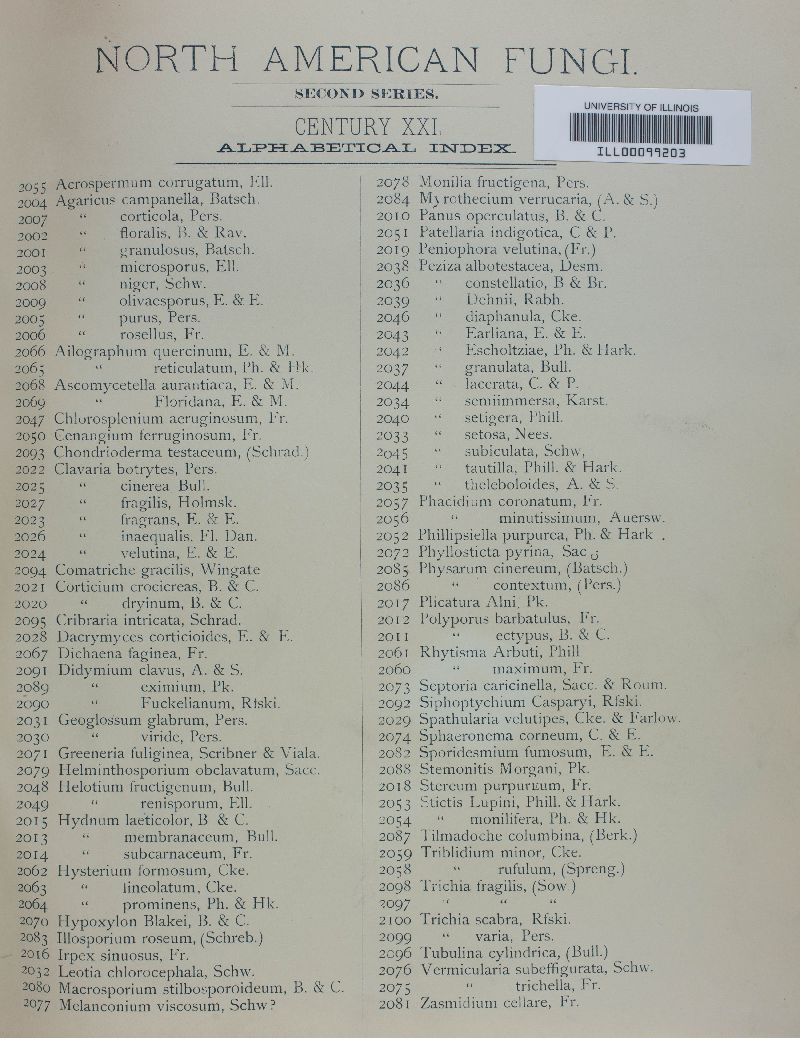 NORTH AMERICAN FUNGI.
SECOND SERIES.
CENTURY XXI.
ALPHABETICAL INDEX.
UNIVERSITY OF ILLINOIS
ILL00099203
2055 Acrospermum corrugatum, Ell.
2004 Agaricus campanella, Batsch.
2007 “ corticola, Pers.
2002 “ floralis, B. & Rav.
2001 “ granulosus, Batsch.
2003 “ microsporus, Ell.
2008 “ niger, Schw.
2009 “ olivaesporus, E. & E.
2005 “ purus, Pers.
2006 “ rosellus, Fr.
2066 Ailographum quercinum, E. & M.
2065 “ reticulatum, Ph. & Hk.
2068 Ascomycetella aurantiaca, E. & M.
2069 “ Floridana, E. & M.
2047 Chlorosplenium aeruginosum, Fr.
2050 Cenangium ferruginosum, Fr.
2093 Chondrioderma testaceum, (Schrad.)
2022 Clavaria botrytes, Pers.
2025 “ cinerea Bull.
2027 “ fragilis, Holmsk.
2023 “ fragrans, E. & E.
2026 “ inaequalis, Fl. Dan.
2024 “ velutina, E. & E.
2094 Comatriche gracilis, Wingate
2021 Corticium crocicreas, B. & C.
2020 “ dryinum, B. & C.
2095 Cribraria intricata, Schrad.
2028 Dacrymyces corticioides, E. & E.
2067 Dichaena faginea, Fr.
2091 Didymium clavus, A. & S.
2089 “ eximium, Pk.
2090 “ Fuckelianum, Rfski.
2031 Geoglossum glabrum, Pers.
2030 “ viride, Pers.
2071 Greeneria fuliginea, Scribner & Viala.
2079 Helminthosporium obclavatum, Sacc.
2048 Helotium fructigenum, Bull.
2049 “ renisporum, Ell.
2015 Hydnum laeticolor, B & C.
2013 “ membranaceum, Bull.
2014 “ subcarnaceum, Fr.
2062 Hysterium formosum, Cke.
2063 “ lineolatum, Cke.
2064 “ prominens, Ph. & Hk.
2070 Hypoxylon Blakei, B. & C.
2083 Illosporium roseum, (Schreb.)
2016 Irpex sinuosus, Fr.
2032 Leotia chlorocephala, Schw.
2080 Macrosporium stilbosporoideum, B. & C.
2077 Melanconium viscosum, Schw?
2078 Monilia fructigena, Pers.
2084 Myrothecium verrucaria, (A. & S.)
2010 Panus operculatus, B. & C.
2051 Patellaria indigotica, C & P.
2019 Peniophora velutina, (Fr.)
2038 Peziza albotestacea, Desm.
2036 “ constellatio, B & Br.
2039 “ Dehnii, Rabh.
2046 “ diaphanula, Cke.
2043 “ Earliana, E. & E.
2042 “ Escholtziae, Ph. & Hark.
2037 “ granulata, Bull.
2044 “ lacerata, C. & P.
2034 “ semiimmersa, Karst.
2040 “ setigera, Phill.
2033 “ setosa, Nees.
2045 “ subiculata, Schw,
2041 “ tautilla, Phill. & Hark.
2035 “ theleboloides, A. & S.
2057 Phacidium coronatum, Fr.
2056 “ minutissimum, Auersw.
2052 Phillipsiella purpurea, Ph. & Hark .
2072 Phyllosticta pyrina, Sac
2085 Physarum cinereum, (Batsch.)
2086 “ contextum, (Pers.)
2017 Plicatura Alni, Pk.
2012 Polyporus barbatulus, Fr.
2011 “ ectypus, B. & C.
2061 Rhytisma Arbuti, Phill
2060 “ maximum, Fr.
2073 Septoria caricinella, Sacc. & Roum.
2092 Siphoptychium Casparyi, Rfski.
2029 Spathularia velutipes, Cke. & Farlow.
2074 Sphaeronema corneum, C. & E.
2082 Sporidesmium fumosum, E. & E.
2088 Stemonitis Morgani, Pk.
2018 Stereum purpureum, Fr.
2053 Stictis Lupini, Phill. & Hark.
2054 “ monilifera, Ph. & Hk.
2087 Tilmadoche columbina, (Berk.)
2059 Triblidium minor, Cke.
2058 “ rufulum, (Spreng.)
2098 Trichia fragilis, (Sow.)
2097 “ “ “
2100 Trichia scabra, Rfski.
2099 “ varia, Pers.
2096 Tubulina cylindrica, (Bull.)
2076 Vermicularia subeffigurata, Schw.
2075 “ trichella, Fr.
2081 Zasmidium cellare, Fr.